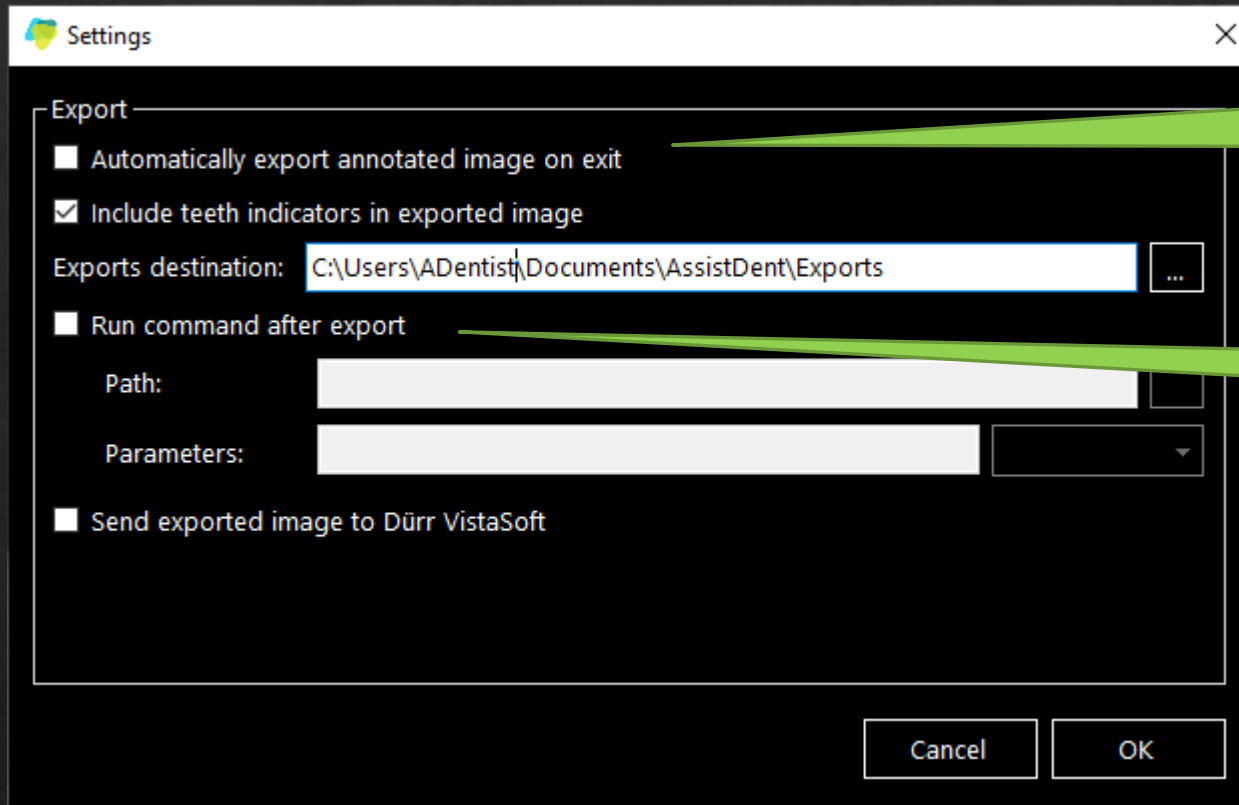 Settings
Export
Automatically export annotated image on exit
Include teeth indicators in exported image
Exports destination: C:\Users\ADentist\Documents\AssistDent\Exports ...
Run command after export
Path:
Parameters:
Send exported image to Dürr VistaSoft
Cancel OK